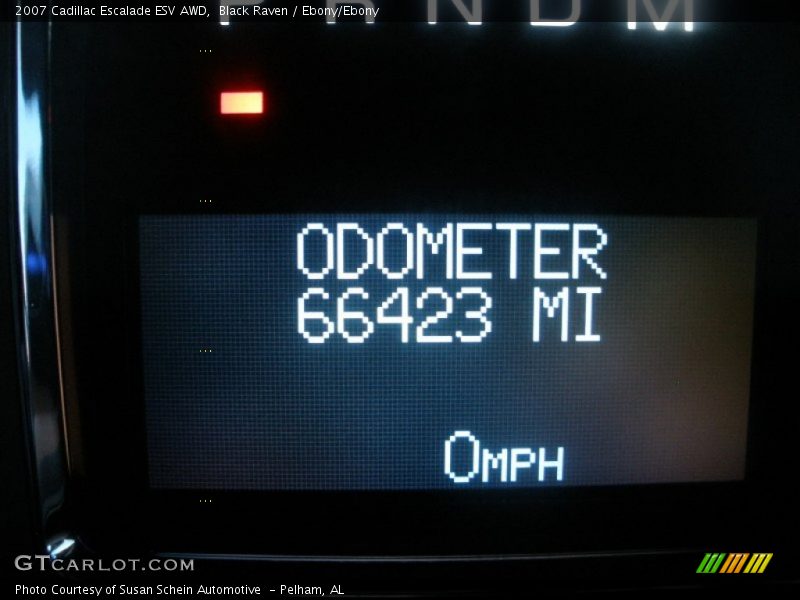 2007 Cadillac Escalade ESV AWD,  Black Raven / Ebony/Ebony
P R N D M
ODOMETER
66423 MI
0MPH
GTCARLOT.COM
Photo Courtesy of Susan Schein Automotive  - Pelham, AL